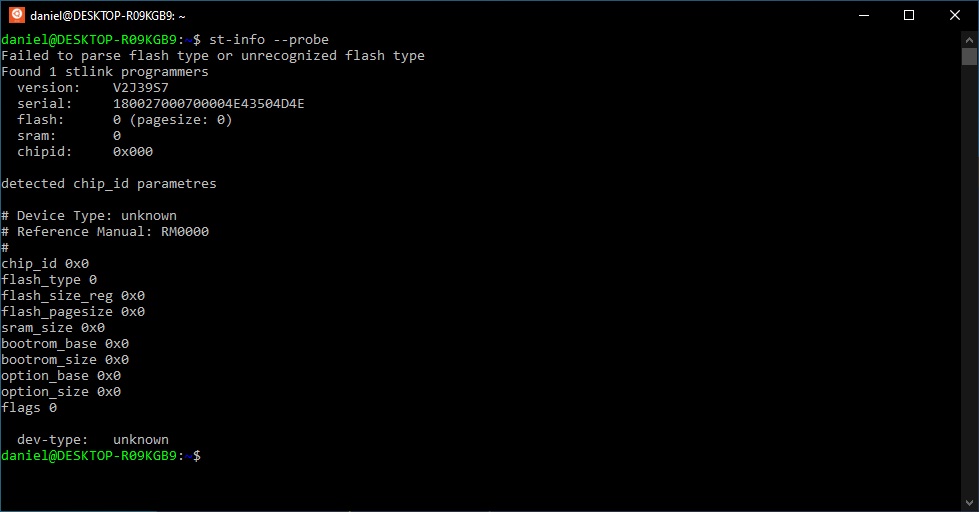 daniel@DESKTOP-R09KGB9: ~
daniel@DESKTOP-R09KGB9:~$ st-info --probe
Failed to parse flash type or unrecognized flash type
Found 1 stlink programmers
  version:    V2J39S7
  serial:     180027000700004E43504D4E
  flash:      0 (pagesize: 0)
  sram:       0
  chipid:     0x000
detected chip_id parametres
# Device Type: unknown
# Reference Manual: RM0000
#
chip_id 0x0
flash_type 0
flash_size_reg 0x0
flash_pagesize 0x0
sram_size 0x0
bootrom_base 0x0
bootrom_size 0x0
option_base 0x0
option_size 0x0
flags 0
  dev-type:   unknown
daniel@DESKTOP-R09KGB9:~$